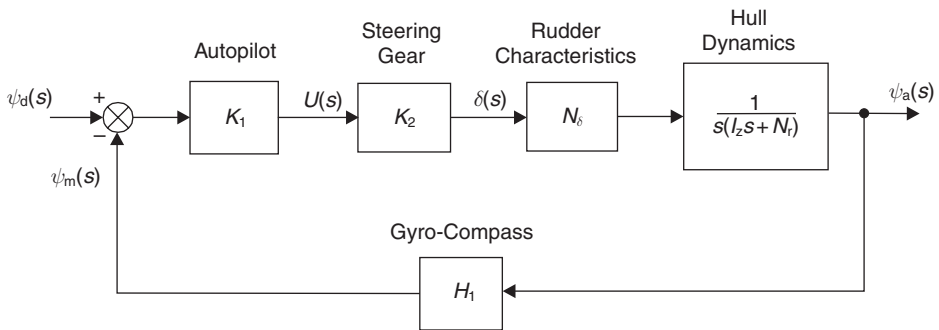 Hull
Dynamics
Steering
Gear
Rudder
Characteristics
Autopilot
ψd(s)
+
−
K1
U(s)
K2
δ(s)
Nδ
1
s(Izs + Nr)
ψa(s)
ψm(s)
Gyro-Compass
H1